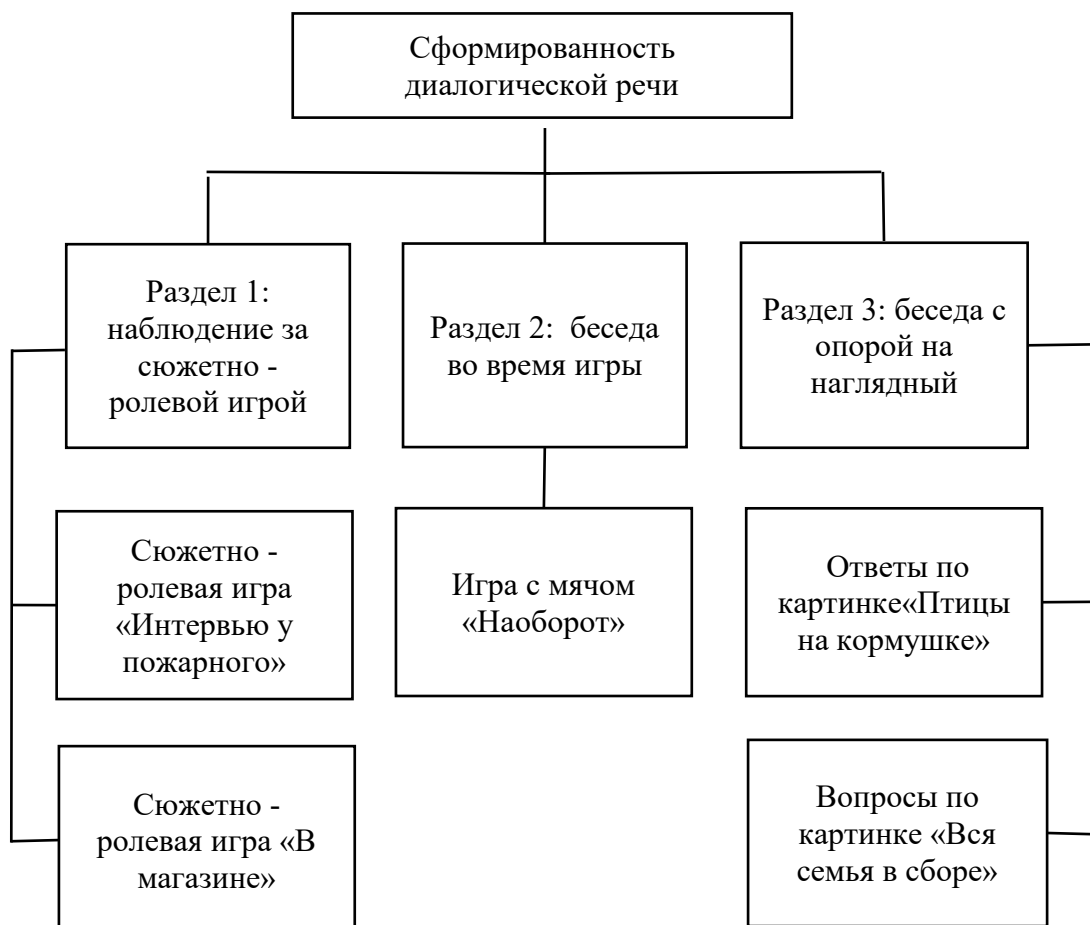 Сформированность
диалогической речи
Раздел 1:
наблюдение за
сюжетно -
ролевой игрой
Раздел 2:  беседа
во время игры
Раздел 3: беседа с
опорой на
наглядный
Сюжетно -
ролевая игра
«Интервью у
пожарного»
Игра с мячом
«Наоборот»
Ответы по
картинке«Птицы
на кормушке»
Сюжетно -
ролевая игра «В
магазине»
Вопросы по
картинке «Вся
семья в сборе»